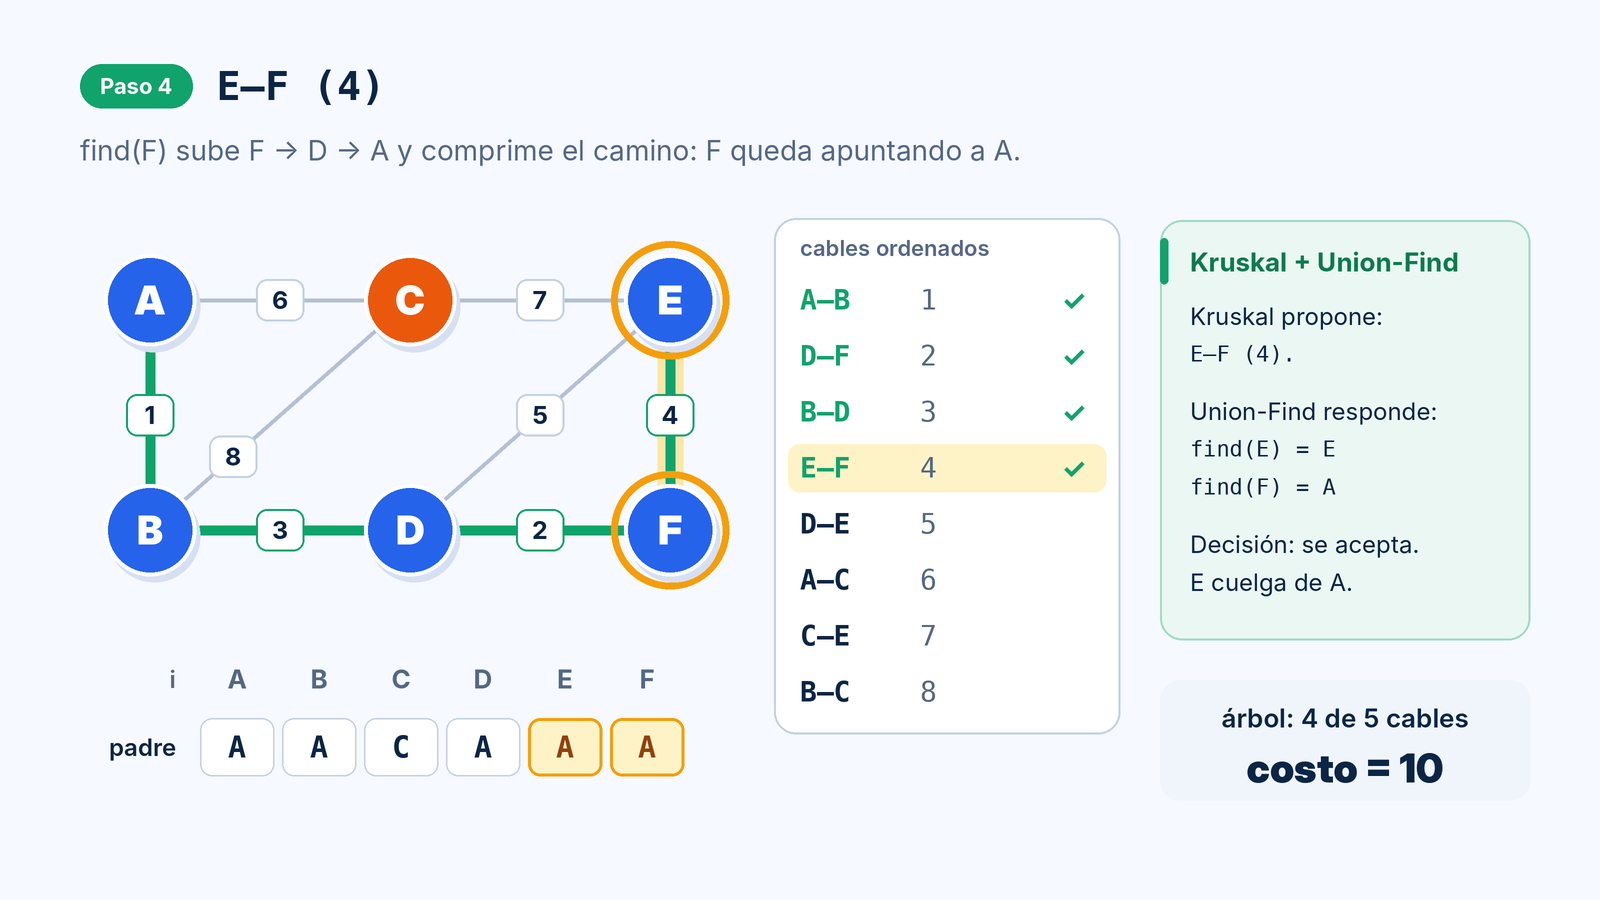 Paso 4
E—F (4)
find(F) sube F → D → A y comprime el camino: F queda apuntando a A.
A
6
C
7
E
1
8
5
4
B
3
D
2
F
i A B C D E F
padre A A C A A A
cables ordenados
A—B 1 ✓
D—F 2 ✓
B—D 3 ✓
E—F 4 ✓
D—E 5
A—C 6
C—E 7
B—C 8
Kruskal + Union-Find
Kruskal propone:
E—F (4).
Union-Find responde:
find(E) = E
find(F) = A
Decisión: se acepta.
E cuelga de A.
árbol: 4 de 5 cables
costo = 10